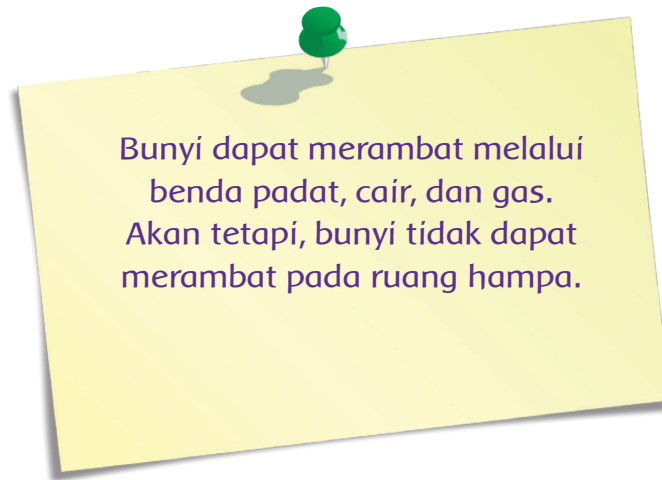 Bunyi dapat merambat melalui
benda padat, cair, dan gas.
Akan tetapi, bunyi tidak dapat
merambat pada ruang hampa.